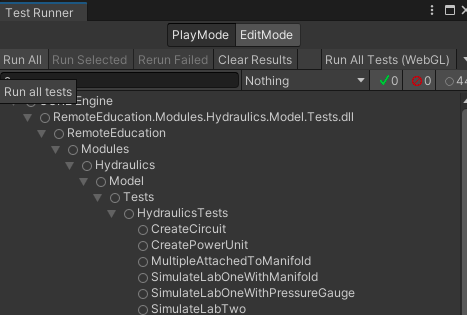 Test Runner
PlayMode EditMode
Run All Run Selected Rerun Failed Clear Results Run All Tests (WebGL)
Nothing 0 0
Run all tests
Engine
RemoteEducation.Modules.Hydraulics.Model.Tests.dll
RemoteEducation
Modules
Hydraulics
Model
Tests
HydraulicsTests
CreateCircuit
CreatePowerUnit
MultipleAttachedToManifold
SimulateLabOneWithManifold
SimulateLabOneWithPressureGauge
SimulateLabTwo